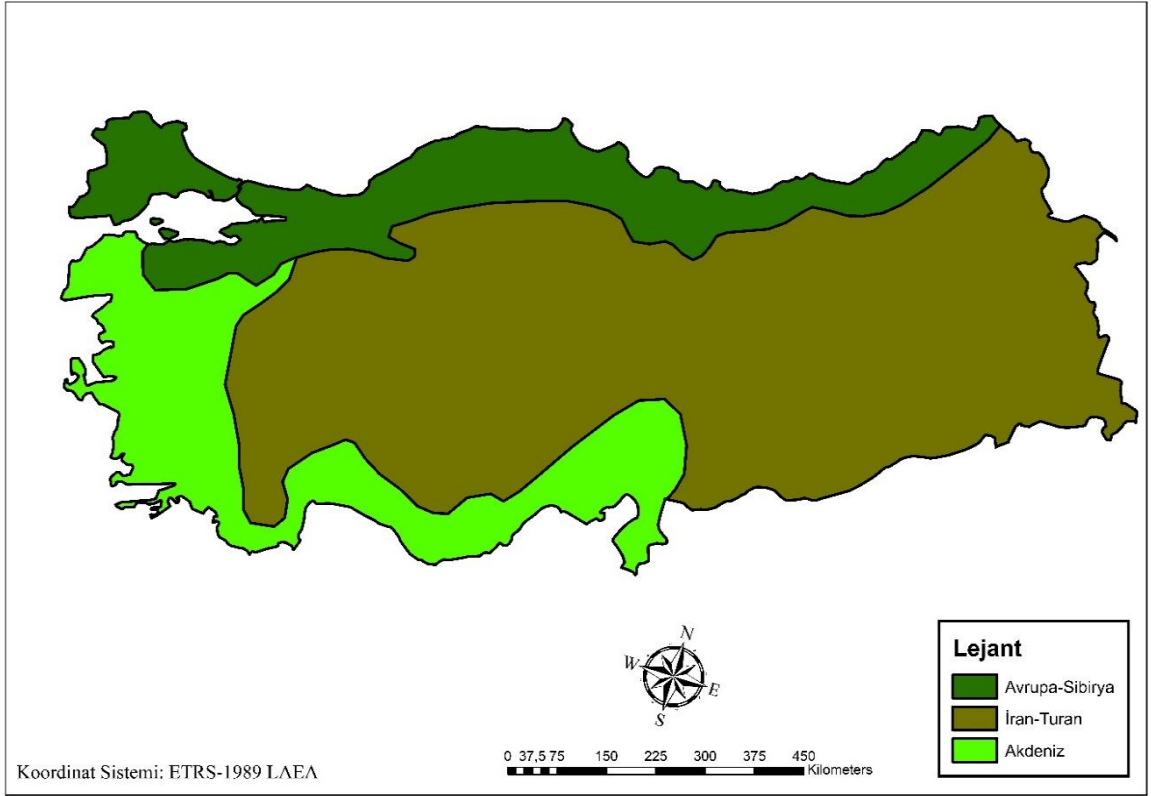 N
W
E
S
Lejant
Avrupa-Sibirya
İran-Turan
Akdeniz
0 37,5 75 150 225 300 375 450
Kilometers
Koordinat Sistemi: ETRS-1989 LAEA